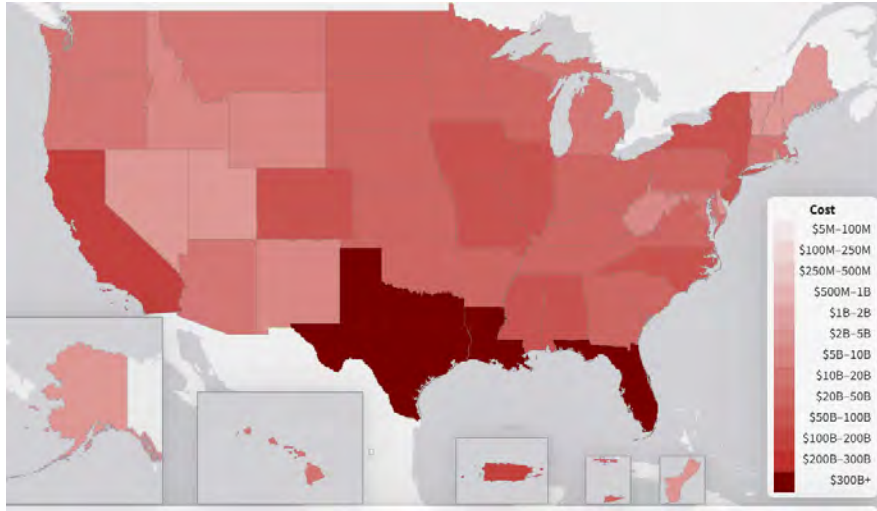 Cost
$5M–100M
$100M–250M
$250M–500M
$500M–1B
$1B–2B
$2B–5B
$5B–10B
$10B–20B
$20B–50B
$50B–100B
$100B–200B
$200B–300B
$300B+